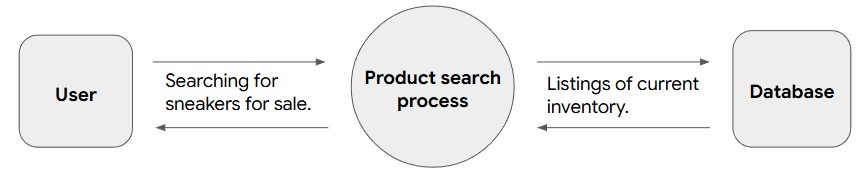 User
Searching for
sneakers for sale.
Product search
process
Listings of current
inventory.
Database